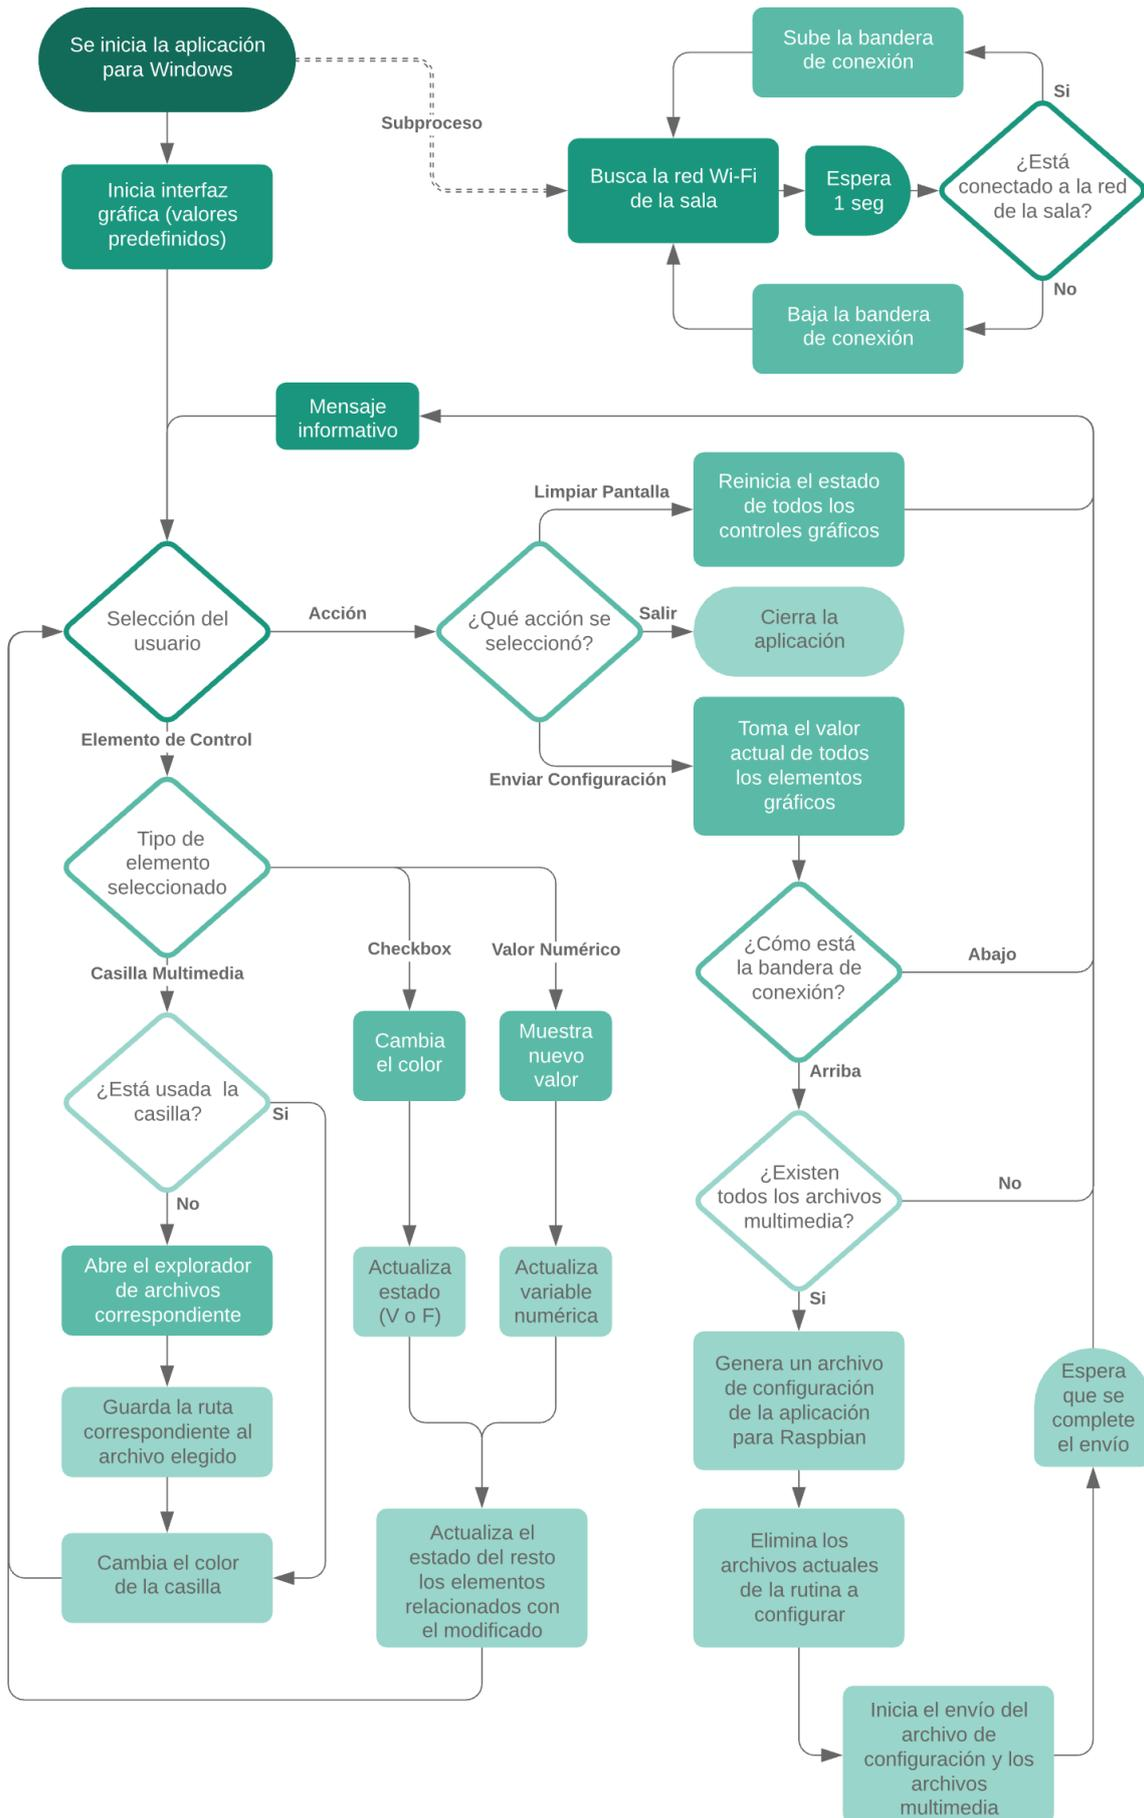 Se inicia la aplicación
para Windows
Subproceso
Inicia interfaz
gráfica (valores
predefinidos)
Sube la bandera
de conexión
Si
Busca la red Wi-Fi
de la sala
Espera
1 seg
¿Está
conectado a la red
de la sala?
No
Baja la bandera
de conexión
Mensaje
informativo
Limpiar Pantalla
Reinicia el estado
de todos los
controles gráficos
Selección del
usuario
Acción
¿Qué acción se
seleccionó?
Salir
Cierra la
aplicación
Enviar Configuración
Toma el valor
actual de todos
los elementos
gráficos
Elemento de Control
Tipo de
elemento
seleccionado
Checkbox
Valor Numérico
Casilla Multimedia
¿Cómo está
la bandera de
conexión?
Abajo
Arriba
Cambia
el color
Muestra
nuevo
valor
¿Está usada  la
casilla?
Si
No
¿Existen
todos los archivos
multimedia?
No
Si
Abre el explorador
de archivos
correspondiente
Actualiza
estado
(V o F)
Actualiza
variable
numérica
Guarda la ruta
correspondiente al
archivo elegido
Genera un archivo
de configuración
de la aplicación
para Raspbian
Espera
que se
complete
el envío
Cambia el color
de la casilla
Actualiza el
estado del resto
los elementos
relacionados con
el modificado
Elimina los
archivos actuales
de la rutina a
configurar
Inicia el envío del
archivo de
configuración y los
archivos
multimedia